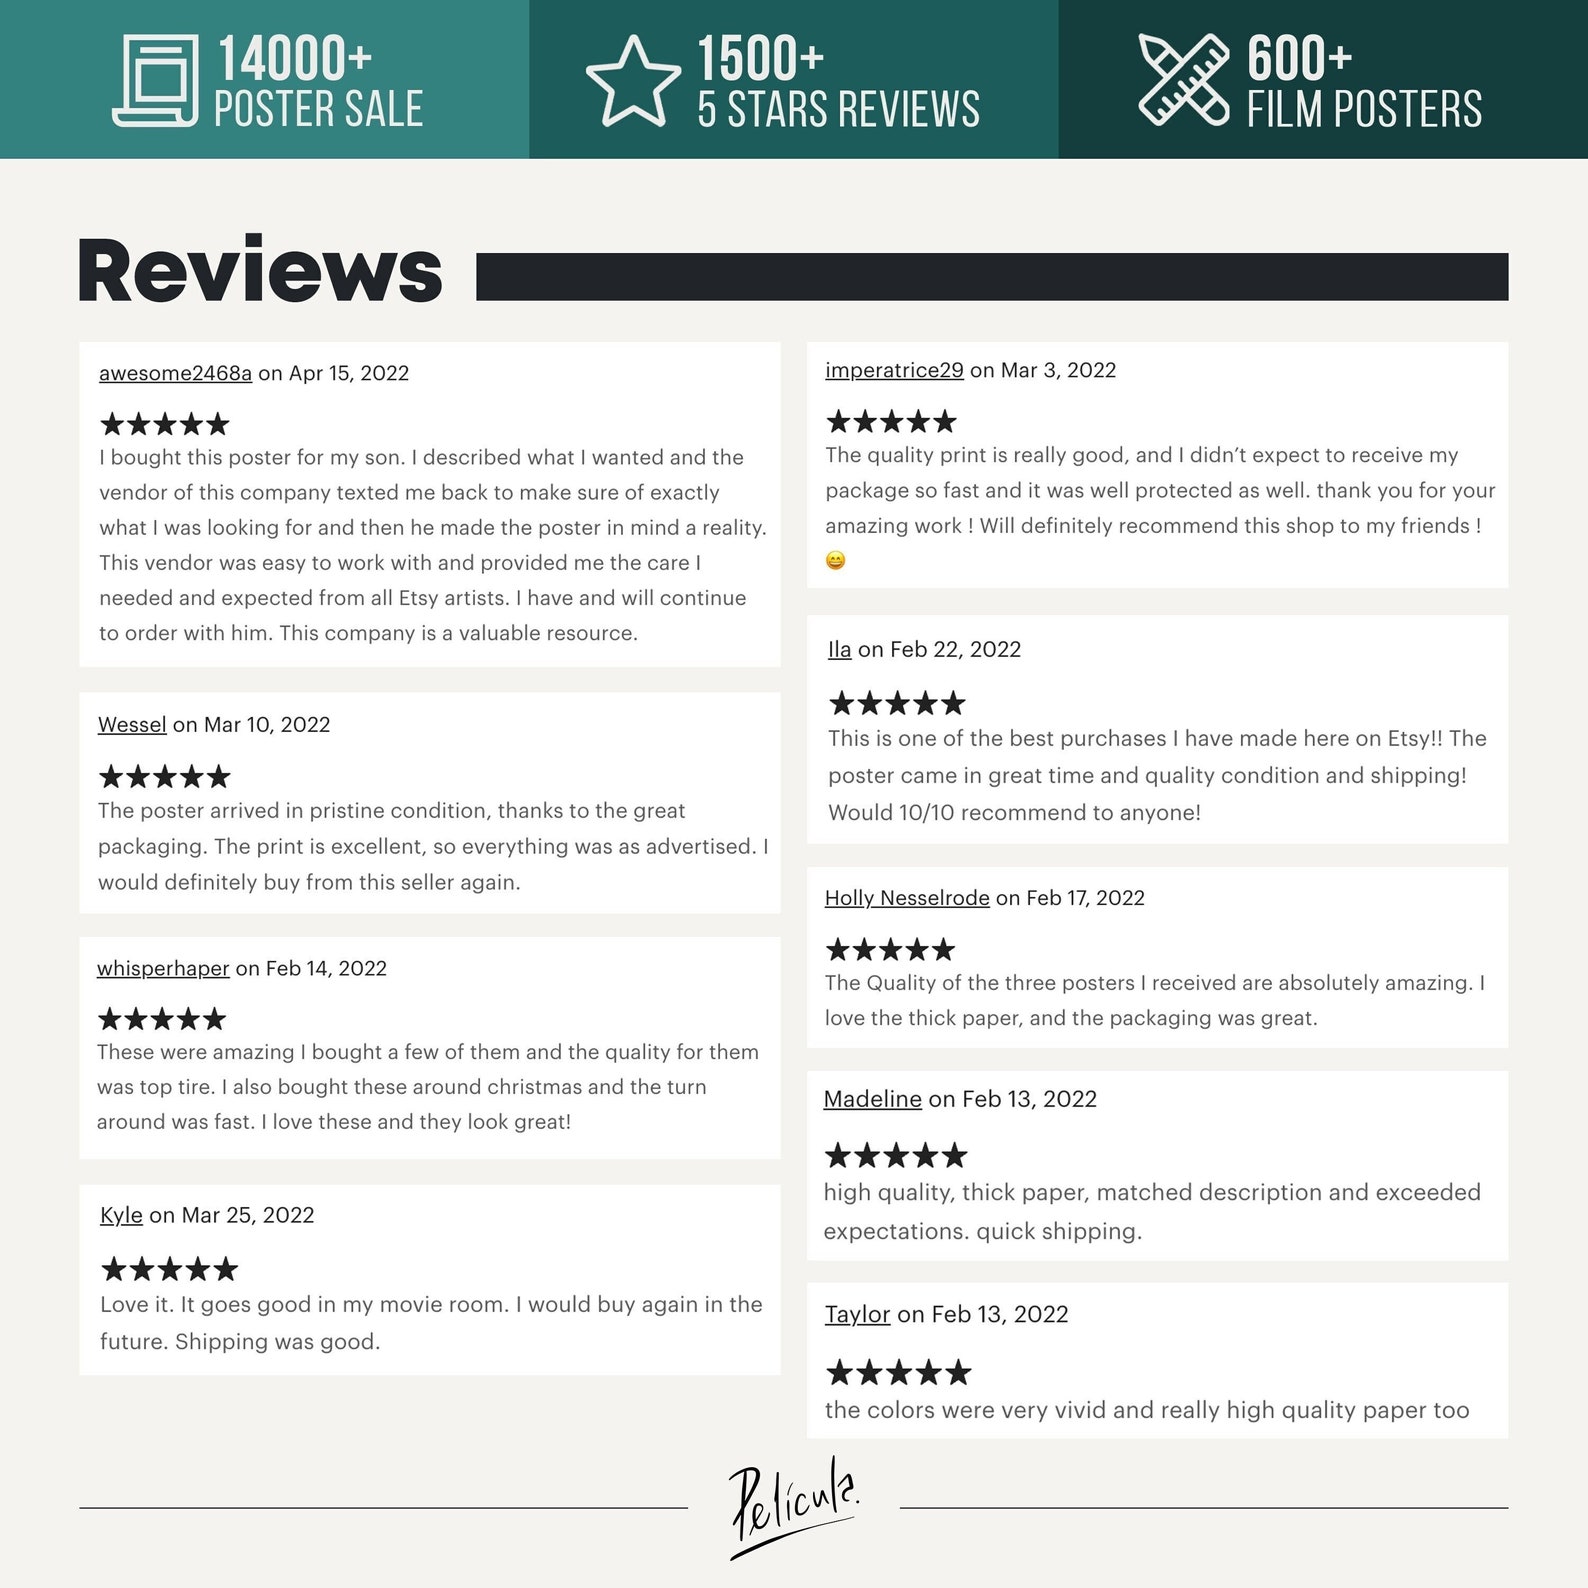 14000+
POSTER SALE
1500+
5 STARS REVIEWS
600+
FILM POSTERS
Reviews
awesome2468a on Apr 15, 2022
★★★★★
I bought this poster for my son. I described what I wanted and the
vendor of this company texted me back to make sure of exactly
what I was looking for and then he made the poster in mind a reality.
This vendor was easy to work with and provided me the care I
needed and expected from all Etsy artists. I have and will continue
to order with him. This company is a valuable resource.
Wessel on Mar 10, 2022
★★★★★
The poster arrived in pristine condition, thanks to the great
packaging. The print is excellent, so everything was as advertised. I
would definitely buy from this seller again.
whisperhaper on Feb 14, 2022
★★★★★
These were amazing I bought a few of them and the quality for them
was top tire. I also bought these around christmas and the turn
around was fast. I love these and they look great!
Kyle on Mar 25, 2022
★★★★★
Love it. It goes good in my movie room. I would buy again in the
future. Shipping was good.
imperatrice29 on Mar 3, 2022
★★★★★
The quality print is really good, and I didn’t expect to receive my
package so fast and it was well protected as well. thank you for your
amazing work ! Will definitely recommend this shop to my friends !
😄
Ila on Feb 22, 2022
★★★★★
This is one of the best purchases I have made here on Etsy!! The
poster came in great time and quality condition and shipping!
Would 10/10 recommend to anyone!
Holly Nesselrode on Feb 17, 2022
★★★★★
The Quality of the three posters I received are absolutely amazing. I
love the thick paper, and the packaging was great.
Madeline on Feb 13, 2022
★★★★★
high quality, thick paper, matched description and exceeded
expectations. quick shipping.
Taylor on Feb 13, 2022
★★★★★
the colors were very vivid and really high quality paper too
Película.